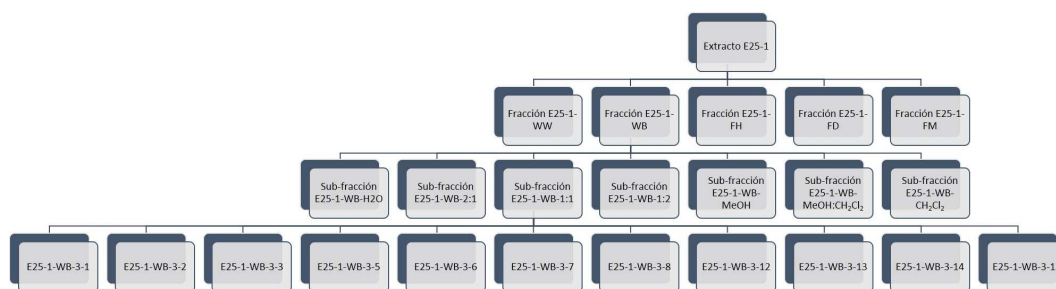 Extracto E25-1
Fracción E25-1-
WW
Fracción E25-1-
WB
Fracción E25-1-
FH
Fracción E25-1-
FD
Fracción E25-1-
FM
Sub-fracción
E25-1-WB-H2O
Sub-fracción
E25-1-WB-2:1
Sub-fracción
E25-1-WB-1:1
Sub-fracción
E25-1-WB-1:2
Sub-fracción
E25-1-WB-
MeOH
Sub-fracción
E25-1-WB-
MeOH:CH₂Cl₂
Sub-fracción
E25-1-WB-
CH₂Cl₂
E25-1-WB-3-1
E25-1-WB-3-2
E25-1-WB-3-3
E25-1-WB-3-5
E25-1-WB-3-6
E25-1-WB-3-7
E25-1-WB-3-8
E25-1-WB-3-12
E25-1-WB-3-13
E25-1-WB-3-14